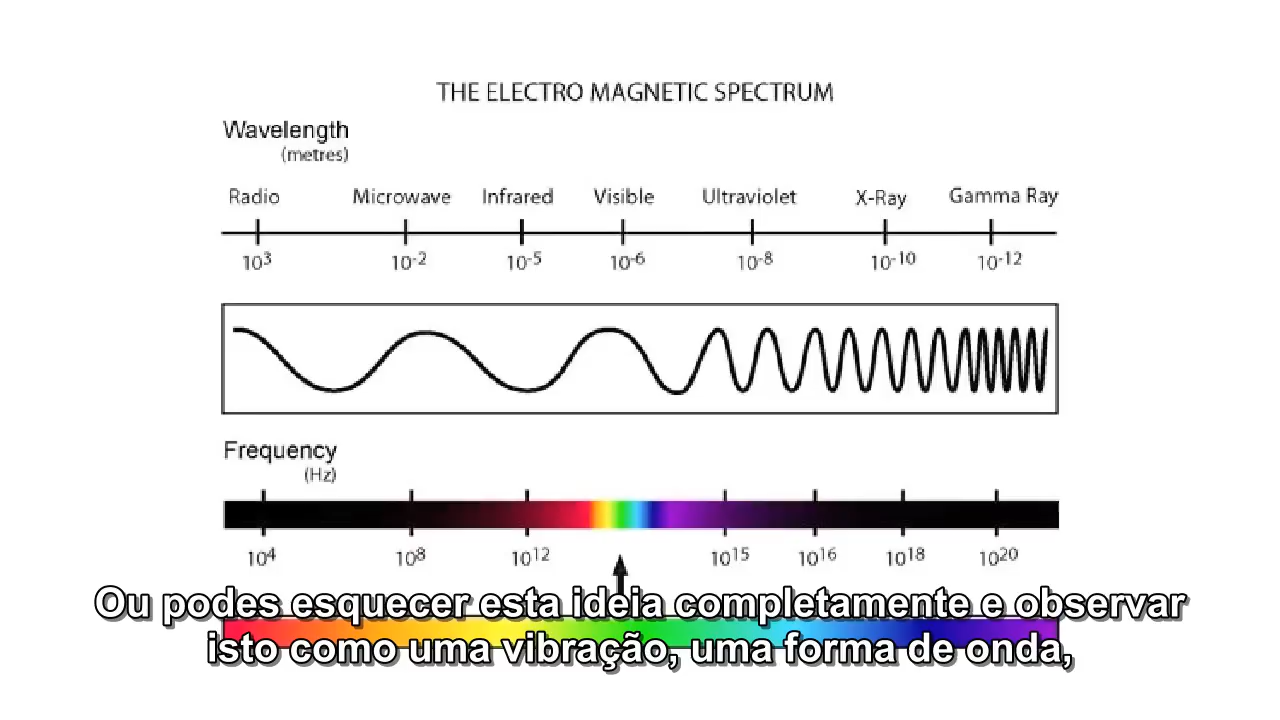 THE ELECTRO MAGNETIC SPECTRUM
Wavelength
(metres)
Radio Microwave Infrared Visible Ultraviolet X-Ray Gamma Ray
10³ 10⁻² 10⁻⁵ 10⁻⁶ 10⁻⁸ 10⁻¹⁰ 10⁻¹²
Frequency
(Hz)
10⁴ 10⁸ 10¹² 10¹⁵ 10¹⁶ 10¹⁸ 10²⁰
Ou podes esquecer esta ideia completamente e observar
isto como uma vibração, uma forma de onda,